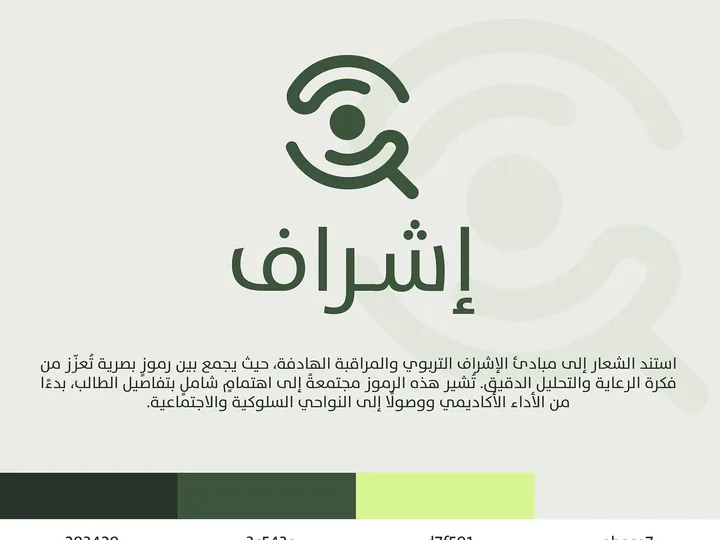 إشراف
استند الشعار إلى مبادئ الإشراف التربوي والمراقبة الهادفة، حيث يجمع بين رموزٍ بصرية تُعزّز من
فكرة الرعاية والتحليل الدقيق. تُشير هذه الرموز مجتمعةً إلى اهتمامٍ شاملٍ بتفاصيل الطالب، بدءًا
من الأداء الأكاديمي ووصولًا إلى النواحي السلوكية والاجتماعية.